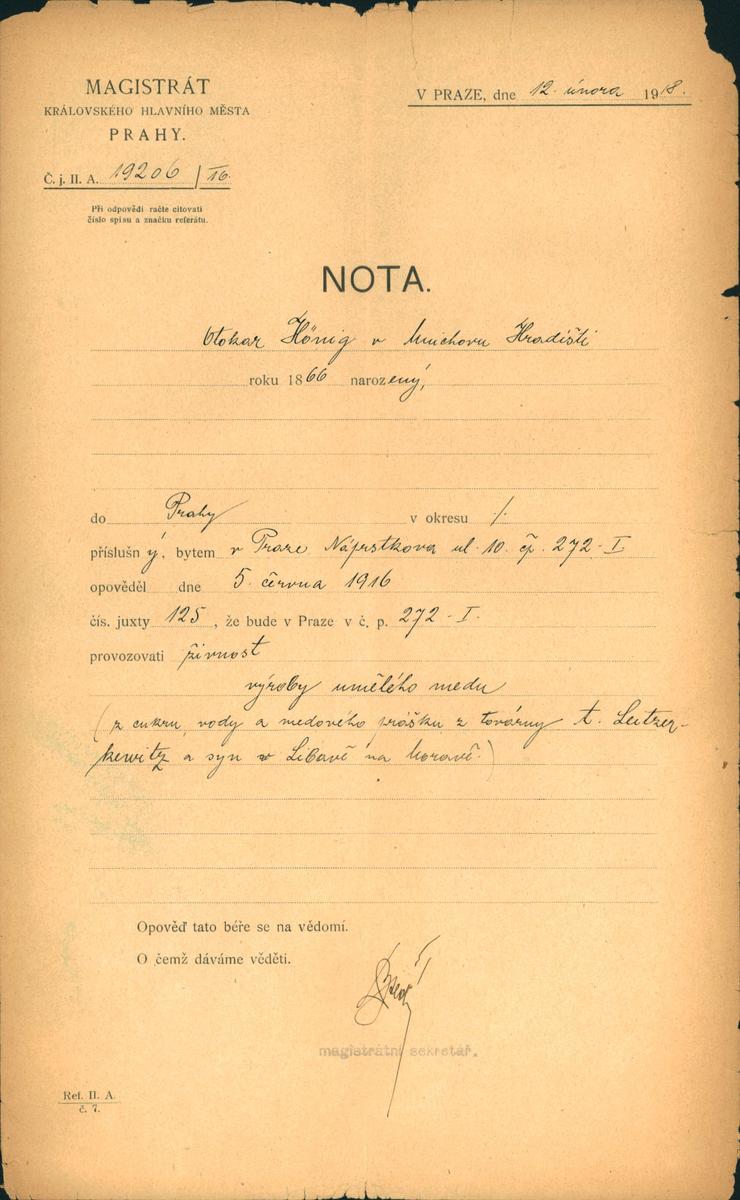 MAGISTRÁT
KRÁLOVSKÉHO HLAVNÍHO MĚSTA
PRAHY.
Č. j. II. A. 19206/16
Při odpovědi račte citovati
číslo spisu a značku referátu.
V PRAZE, dne 12. února 1918.
NOTA.
Otokar Hönig v Mnichovu Hradišti
roku 1866 narozený,
do Prahy v okresu ⁒
příslušný, bytem v Praze Náprstkova ul. 10. čp. 272-I
opověděl dne 5. června 1916
čís. juxty 125, že bude v Praze v č. p. 272-I.
provozovati živnost
výroby umělého medu
(z cukru, vody a medového prášku z továrny A. Leitzer-
kewitz a syn v Libavě na Moravě.)
Opověď tato béře se na vědomí.
O čemž dáváme věděti.
magistrátní sekretář.
Ref. II. A.
č. 7.